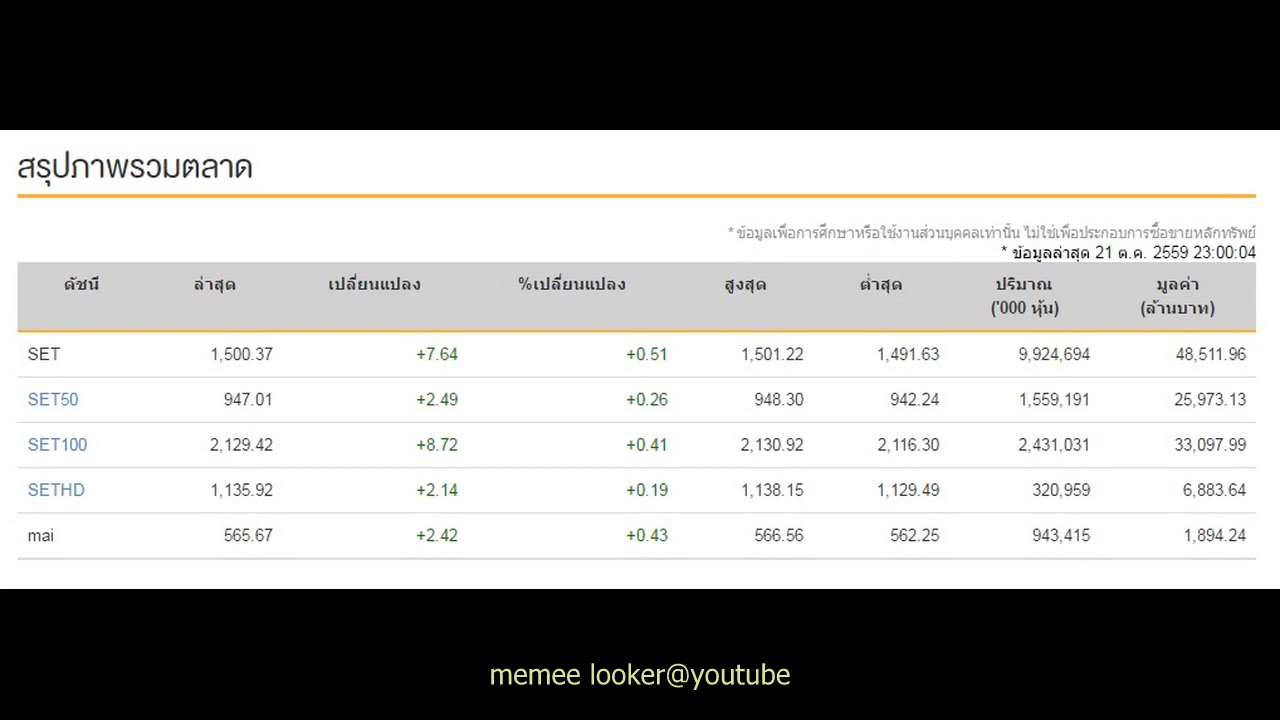 สรุปภาพรวมตลาด
* ข้อมูลเพื่อการศึกษาหรือใช้งานส่วนบุคคลเท่านั้น ไม่ใช่เพื่อประกอบการซื้อขายหลักทรัพย์
* ข้อมูลล่าสุด 21 ต.ค. 2559 23:00:04
ดัชนี ล่าสุด เปลี่ยนแปลง %เปลี่ยนแปลง สูงสุด ต่ำสุด ปริมาณ มูลค่า
('000 หุ้น) (ล้านบาท)
SET 1,500.37 +7.64 +0.51 1,501.22 1,491.63 9,924,694 48,511.96
SET50 947.01 +2.49 +0.26 948.30 942.24 1,559,191 25,973.13
SET100 2,129.42 +8.72 +0.41 2,130.92 2,116.30 2,431,031 33,097.99
SETHD 1,135.92 +2.14 +0.19 1,138.15 1,129.49 320,959 6,883.64
mai 565.67 +2.42 +0.43 566.56 562.25 943,415 1,894.24
memee looker@youtube